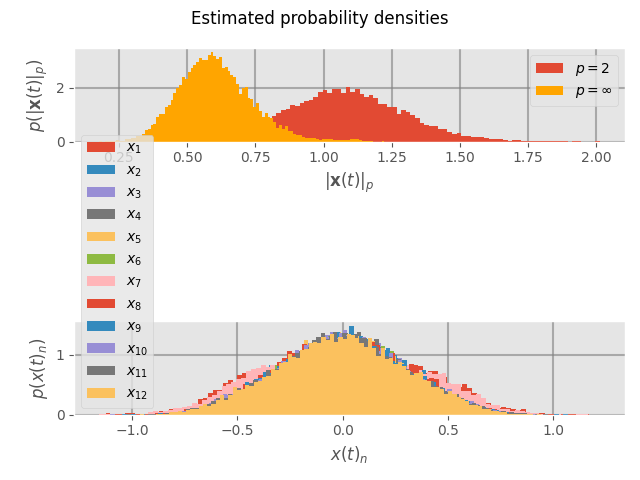 Estimated probability densities
p(|x(t)|ₚ)
2
0
p = 2
p = ∞
0.25 0.50 0.75 1.00 1.25 1.50 1.75 2.00
|x(t)|ₚ
x₁
x₂
x₃
x₄
x₅
x₆
x₇
x₈
x₉
x₁₀
x₁₁
x₁₂
p(x(t)ₙ)
1
0
−1.0 −0.5 0.0 0.5 1.0
x(t)ₙ